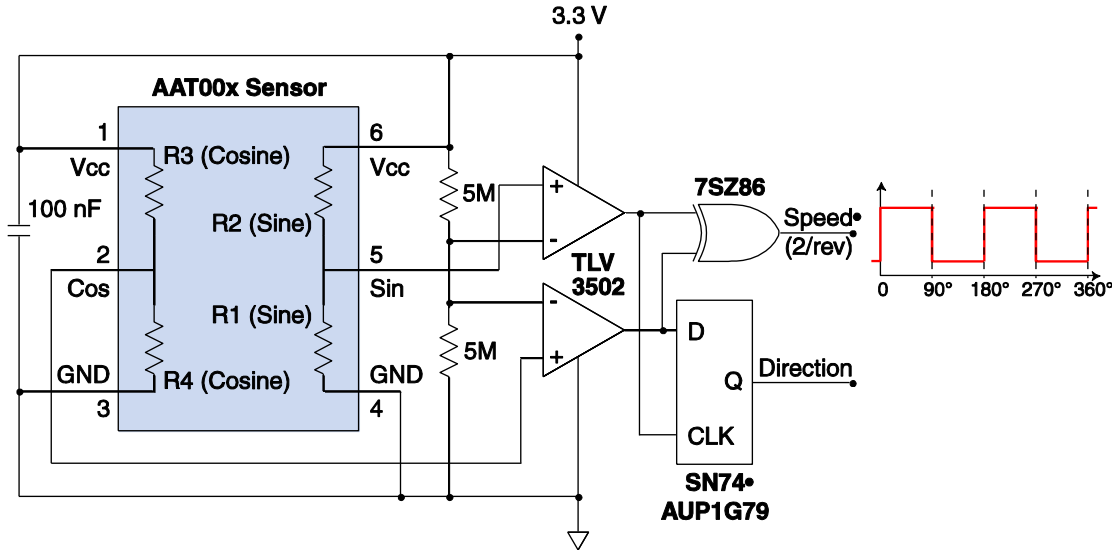 3.3 V
AAT00x Sensor
1
Vcc
R3 (Cosine)
6
Vcc
5M
7SZ86
Speed•
(2/rev)
100 nF
R2 (Sine)
+
-
2
Cos
5
Sin
TLV
3502
0 90° 180° 270° 360°
R1 (Sine)
-
+
5M
D
Q
CLK
Direction
GND
3
R4 (Cosine)
GND
4
SN74•
AUP1G79